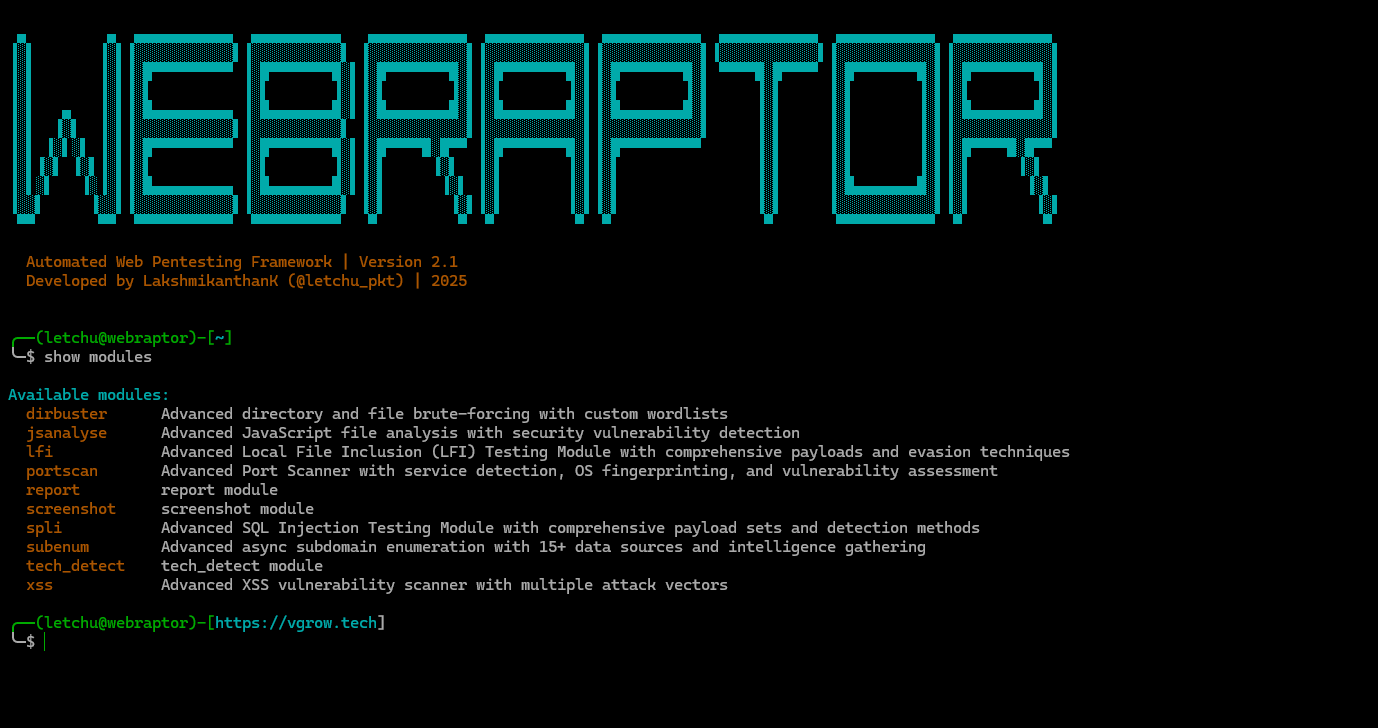 WEBRAPTOR
Automated Web Pentesting Framework | Version 2.1
Developed by LakshmikanthanK (@letchu_pkt) | 2025
╭──(letchu@webraptor)-[~]
╰─$ show modules
Available modules:
dirbuster Advanced directory and file brute-forcing with custom wordlists
jsanalyse Advanced JavaScript file analysis with security vulnerability detection
lfi Advanced Local File Inclusion (LFI) Testing Module with comprehensive payloads and evasion techniques
portscan Advanced Port Scanner with service detection, OS fingerprinting, and vulnerability assessment
report report module
screenshot screenshot module
spli Advanced SQL Injection Testing Module with comprehensive payload sets and detection methods
subenum Advanced async subdomain enumeration with 15+ data sources and intelligence gathering
tech_detect tech_detect module
xss Advanced XSS vulnerability scanner with multiple attack vectors
╭──(letchu@webraptor)-[https://vgrow.tech]
╰─$